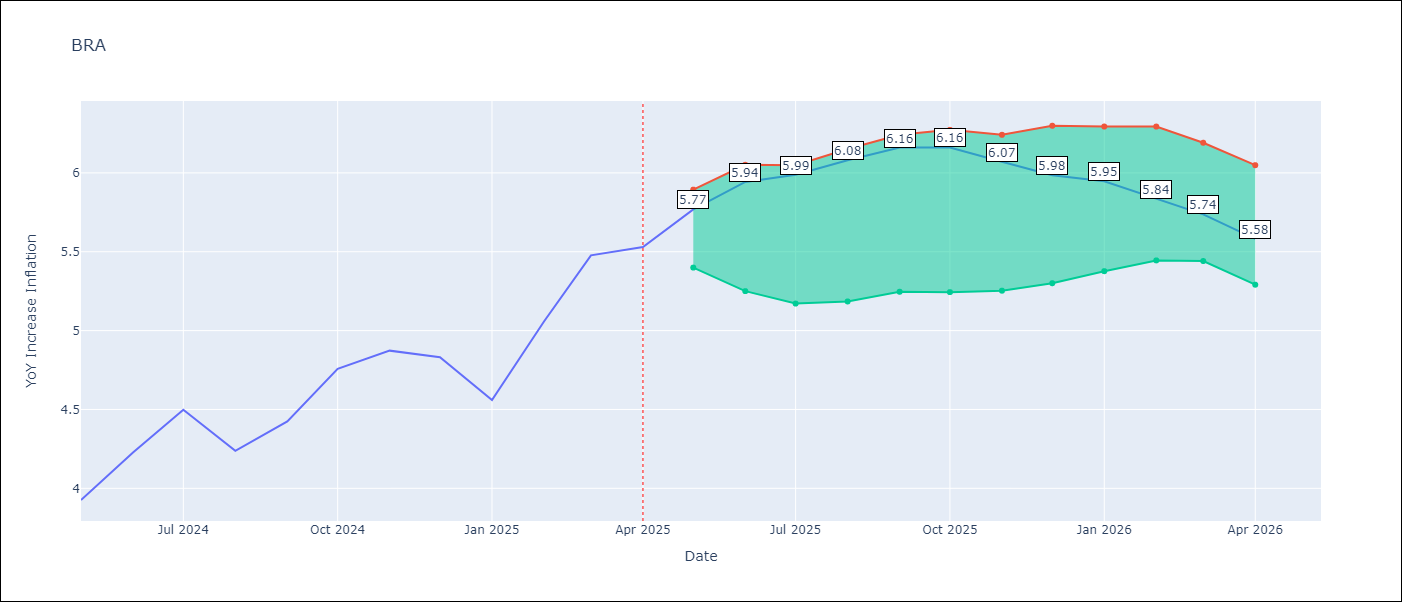 BRA
YoY Increase Inflation
6
5.5
5
4.5
4
5.77
5.94
5.99
6.08
6.16
6.16
6.07
5.98
5.95
5.84
5.74
5.58
Jul 2024
Oct 2024
Jan 2025
Apr 2025
Jul 2025
Oct 2025
Jan 2026
Apr 2026
Date